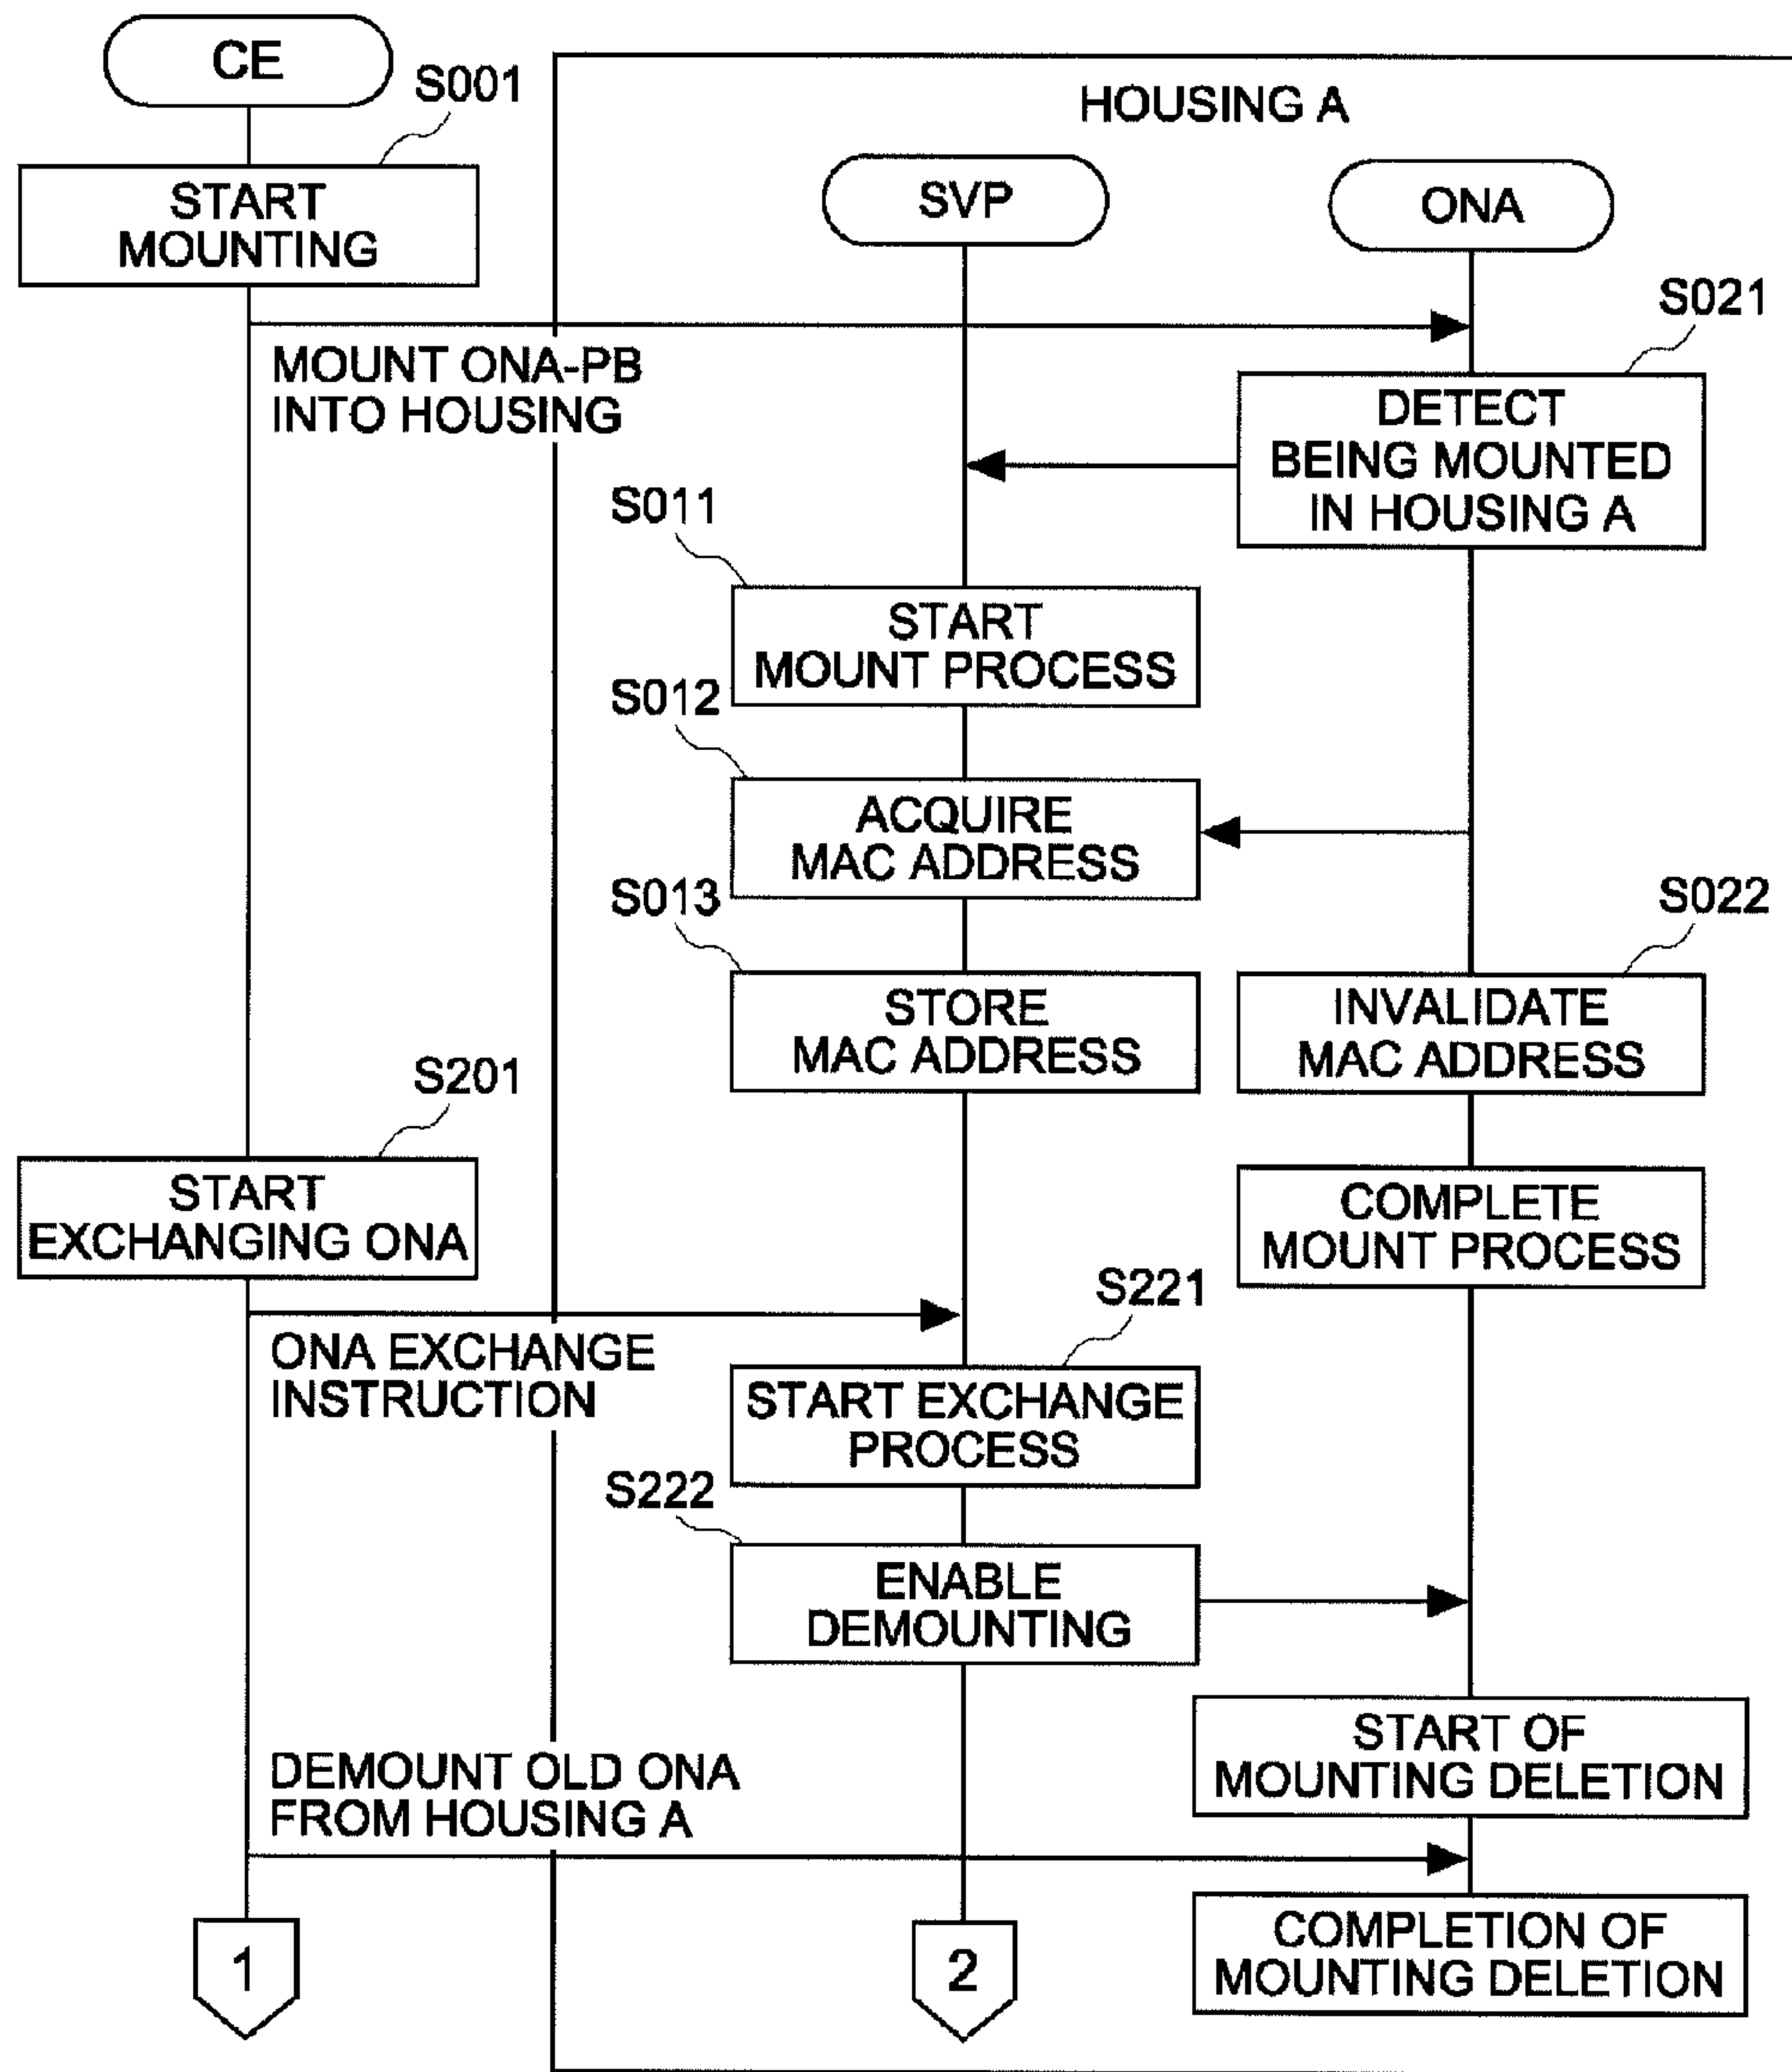 CE
S001
HOUSING A
START
MOUNTING
SVP
ONA
S021
MOUNT ONA-PB
INTO HOUSING
DETECT
BEING MOUNTED
IN HOUSING A
S011
START
MOUNT PROCESS
S012
ACQUIRE
MAC ADDRESS
S013
S022
STORE
MAC ADDRESS
INVALIDATE
MAC ADDRESS
S201
START
EXCHANGING ONA
COMPLETE
MOUNT PROCESS
S221
ONA EXCHANGE
INSTRUCTION
START EXCHANGE
PROCESS
S222
ENABLE
DEMOUNTING
START OF
MOUNTING DELETION
DEMOUNT OLD ONA
FROM HOUSING A
COMPLETION OF
MOUNTING DELETION
1
2